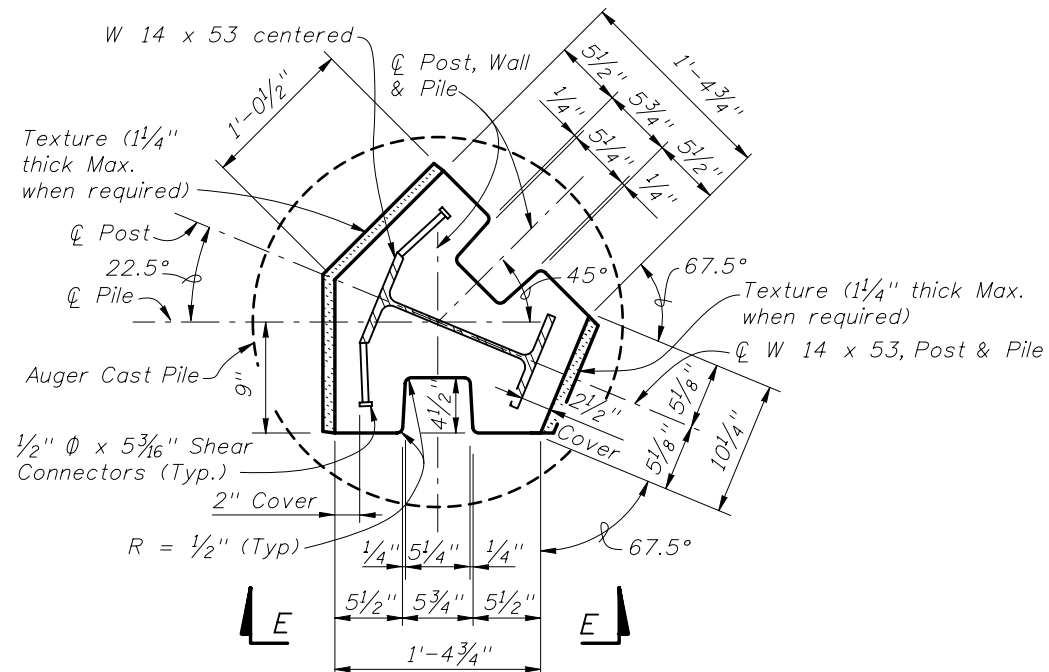 W 14 x 53 centered
℄ Post, Wall
& Pile
5½"
1'-4¾"
1'-0½"
¼"
5¾"
5¼"
5½"
¼"
Texture (1¼"
thick Max.
when required)
℄ Post
22.5°
℄ Pile
45°
67.5°
Texture (1¼" thick Max.
when required)
℄ W 14 x 53, Post & Pile
Auger Cast Pile
9"
4½"
2½"
Cover
5⅛"
5⅛"
10¼"
½" Φ x 5³⁄₁₆" Shear
Connectors (Typ.)
2" Cover
R = ½" (Typ)
67.5°
¼"
5¼"
¼"
5½"
5¾"
5½"
E
E
1'-4¾"